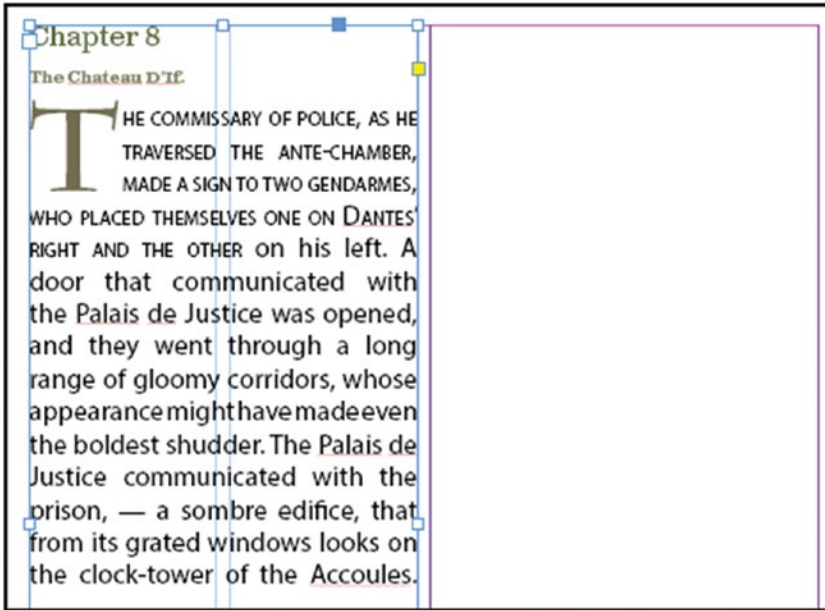 Chapter 8
The Chateau D'If.
THE COMMISSARY OF POLICE, AS HE
TRAVERSED THE ANTE-CHAMBER,
MADE A SIGN TO TWO GENDARMES,
WHO PLACED THEMSELVES ONE ON DANTES'
RIGHT AND THE OTHER on his left. A
door that communicated with
the Palais de Justice was opened,
and they went through a long
range of gloomy corridors, whose
appearance might have made even
the boldest shudder. The Palais de
Justice communicated with the
prison, — a sombre edifice, that
from its grated windows looks on
the clock-tower of the Accoules.